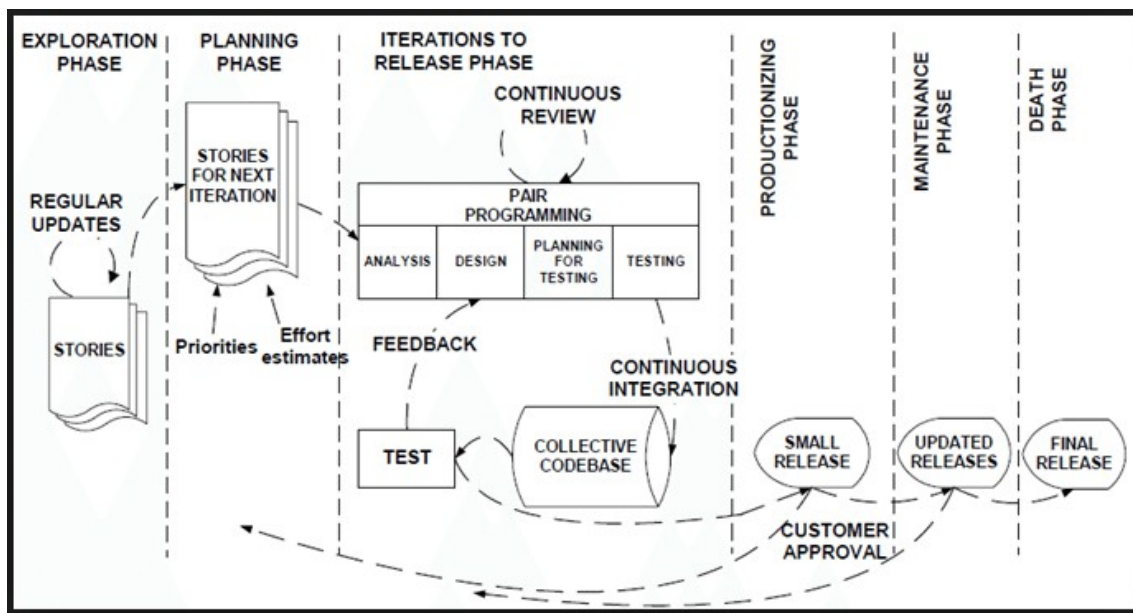 EXPLORATION
PHASE
PLANNING
PHASE
ITERATIONS TO
RELEASE PHASE
PRODUCTIONIZING
PHASE
MAINTENANCE
PHASE
DEATH
PHASE
CONTINUOUS
REVIEW
REGULAR
UPDATES
STORIES
FOR NEXT
ITERATION
PAIR
PROGRAMMING
ANALYSIS
DESIGN
PLANNING
FOR
TESTING
TESTING
STORIES
Priorities
Effort
estimates
FEEDBACK
CONTINUOUS
INTEGRATION
TEST
COLLECTIVE
CODEBASE
SMALL
RELEASE
UPDATED
RELEASES
FINAL
RELEASE
CUSTOMER
APPROVAL